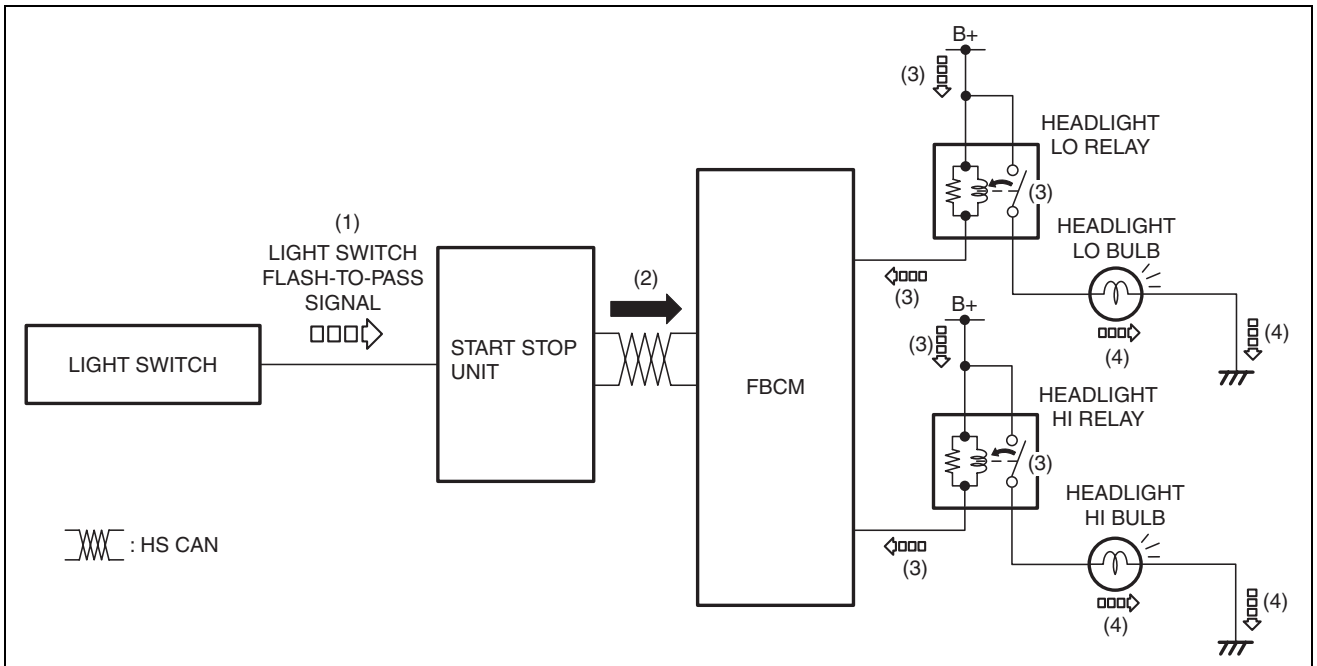 (1)
LIGHT SWITCH
FLASH-TO-PASS
SIGNAL
LIGHT SWITCH
START STOP
UNIT
(2)
FBCM
B+
(3)
HEADLIGHT
LO RELAY
(3)
(3)
HEADLIGHT
LO BULB
(4)
(4)
B+
(3)
HEADLIGHT
HI RELAY
(3)
(3)
HEADLIGHT
HI BULB
(4)
(4)
: HS CAN